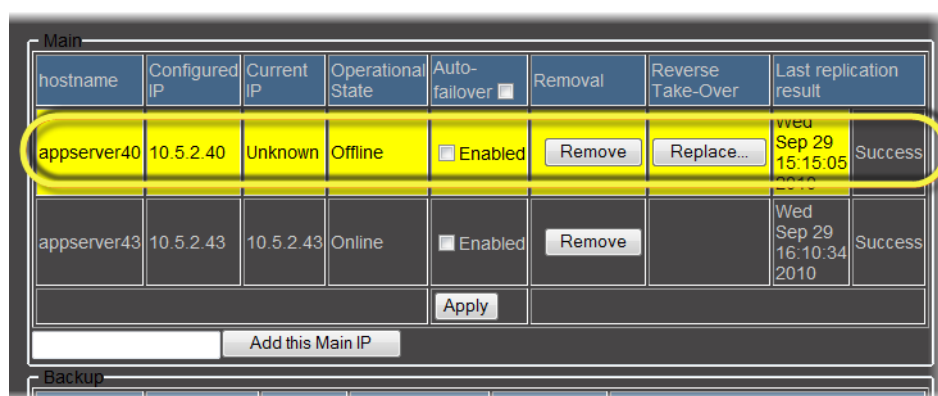 Main
hostname
Configured IP
Current IP
Operational State
Auto-failover
Removal
Reverse Take-Over
Last replication result
appserver40
10.5.2.40
Unknown
Offline
Enabled
Remove
Replace...
Wed Sep 29 15:15:05 2010
Success
appserver43
10.5.2.43
10.5.2.43
Online
Enabled
Remove
Wed Sep 29 16:10:34 2010
Success
Apply
Add this Main IP
Backup